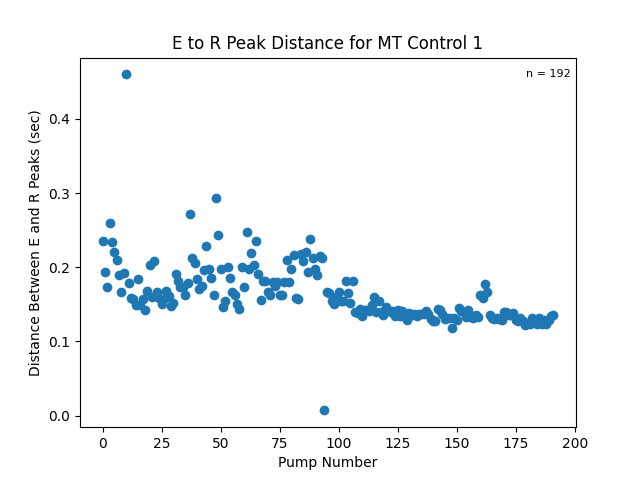 E to R Peak Distance for MT Control 1
n = 192
Distance Between E and R Peaks (sec)
0.4
0.3
0.2
0.1
0.0
0 25 50 75 100 125 150 175 200
Pump Number